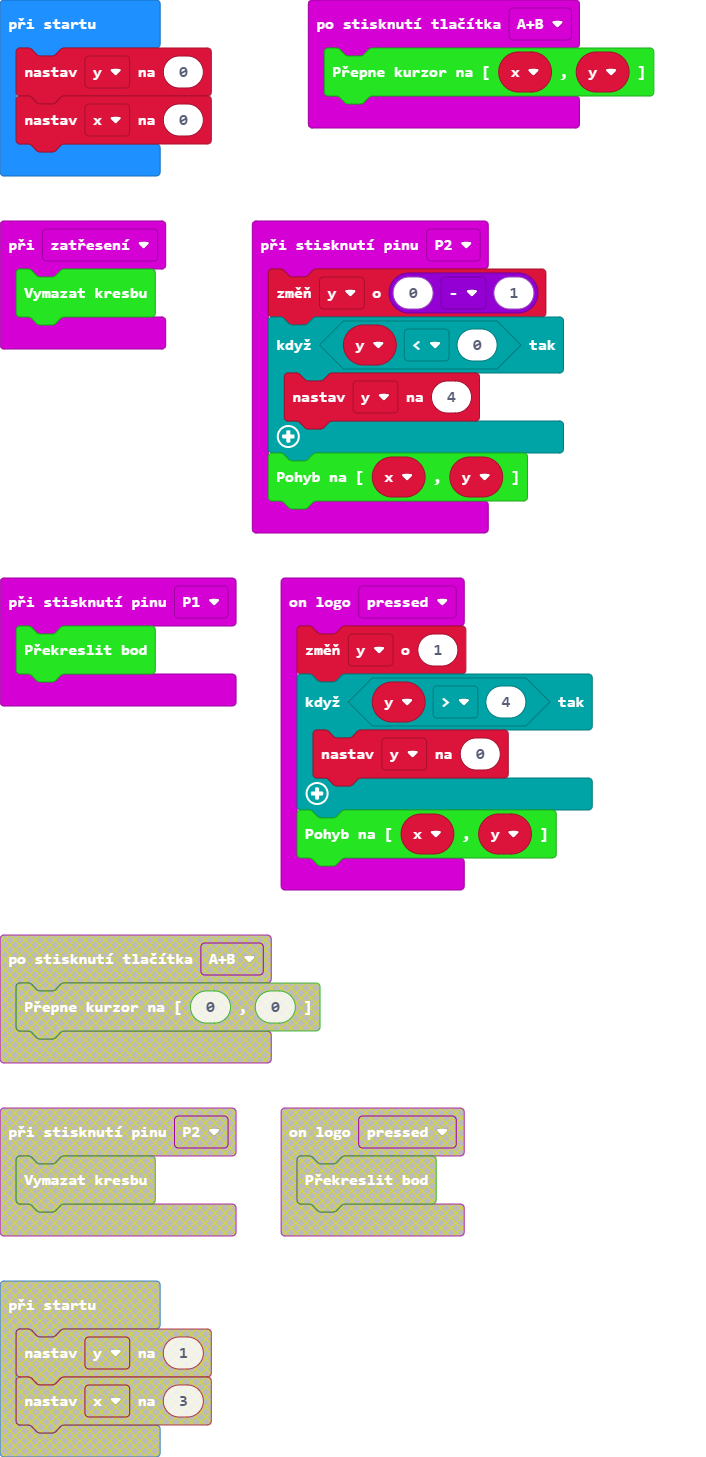 při startu
nastav y na 0
nastav x na 0
po stisknutí tlačítka A+B
Přepne kurzor na [ x , y ]
při zatřesení
Vymazat kresbu
při stisknutí pinu P2
změň y o 0 - 1
když y < 0 tak
nastav y na 4
Pohyb na [ x , y ]
při stisknutí pinu P1
Překreslit bod
on logo pressed
změň y o 1
když y > 4 tak
nastav y na 0
Pohyb na [ x , y ]
po stisknutí tlačítka A+B
Přepne kurzor na [ 0 , 0 ]
při stisknutí pinu P2
Vymazat kresbu
on logo pressed
Překreslit bod
při startu
nastav y na 1
nastav x na 3